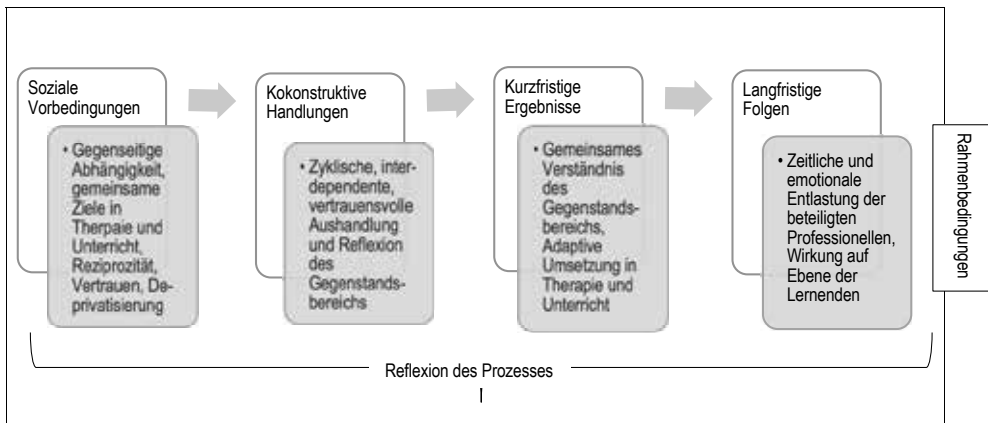 Soziale
Vorbedingungen
• Gegenseitige
Abhängigkeit,
gemeinsame
Ziele in
Therpaie und
Unterricht,
Reziprozität,
Vertrauen, De-
privatisierung
Kokonstruktive
Handlungen
• Zyklische, inter-
dependente,
vertrauensvolle
Aushandlung
und Reflexion
des
Gegenstands-
bereichs
Kurzfristige
Ergebnisse
• Gemeinsames
Verständnis
des
Gegenstands-
bereichs,
Adaptive
Umsetzung in
Therapie und
Unterricht
Langfristige
Folgen
• Zeitliche und
emotionale
Entlastung der
beteiligten
Professionellen,
Wirkung auf
Ebene der
Lernenden
Rahmenbedingungen
Reflexion des Prozesses